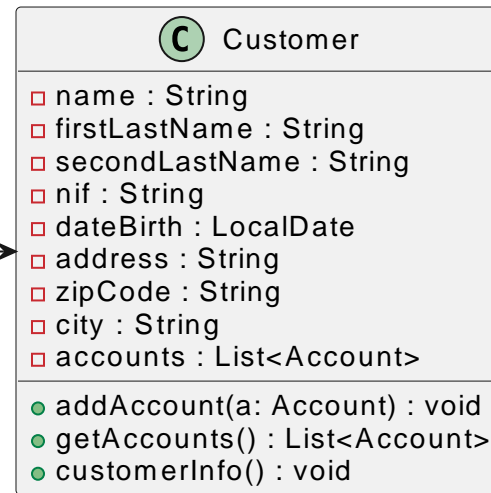 C Customer
name : String
firstLastName : String
secondLastName : String
nif : String
dateBirth : LocalDate
address : String
zipCode : String
city : String
accounts : List<Account>
addAccount(a: Account) : void
getAccounts() : List<Account>
customerInfo() : void